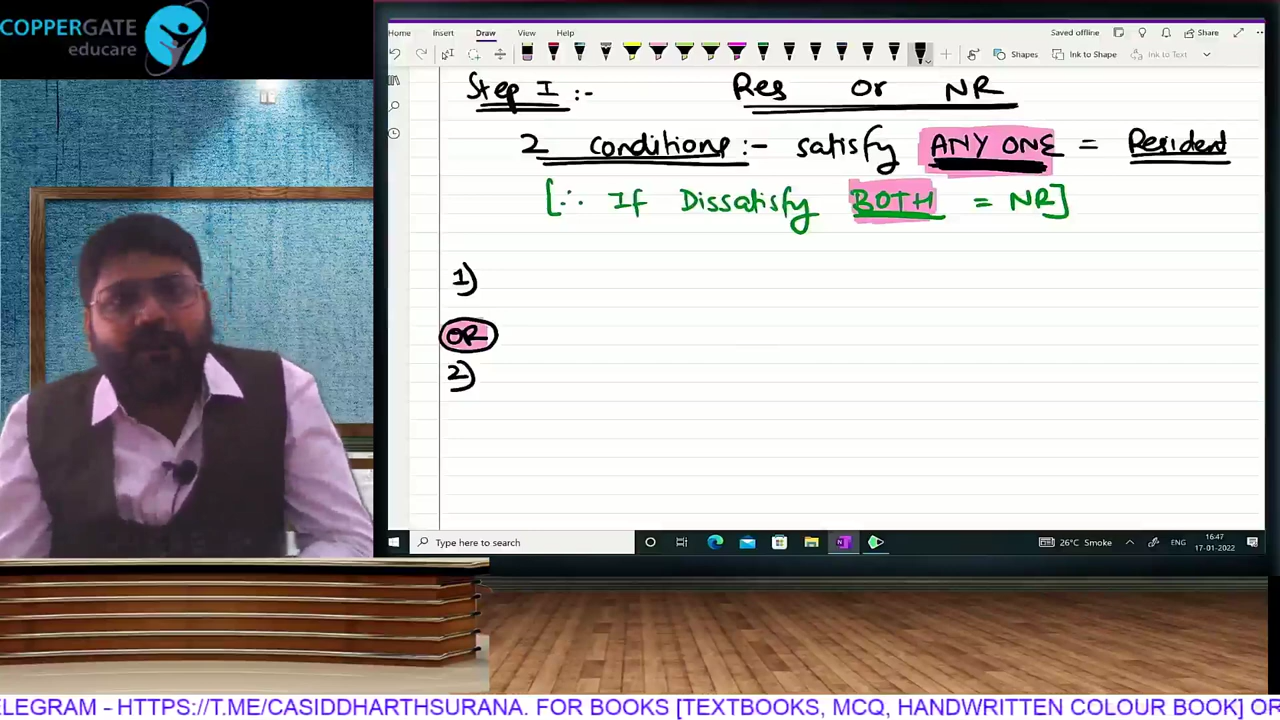 COPPERGATE
educare
Home Insert Draw View Help
Saved offline
Share
Shapes
Ink to Shape
Ink to Text
Step I :- Res Or NR
2 conditions :- satisfy ANY ONE = Resident
[∴ If Dissatisfy BOTH = NR]
1)
OR
2)
Type here to search
26°C Smoke
ENG
16:47
17-01-2022
ELEGRAM - HTTPS://T.ME/CASIDDHARTHSURANA. FOR BOOKS [TEXTBOOKS, MCQ, HANDWRITTEN COLOUR BOOK] OR